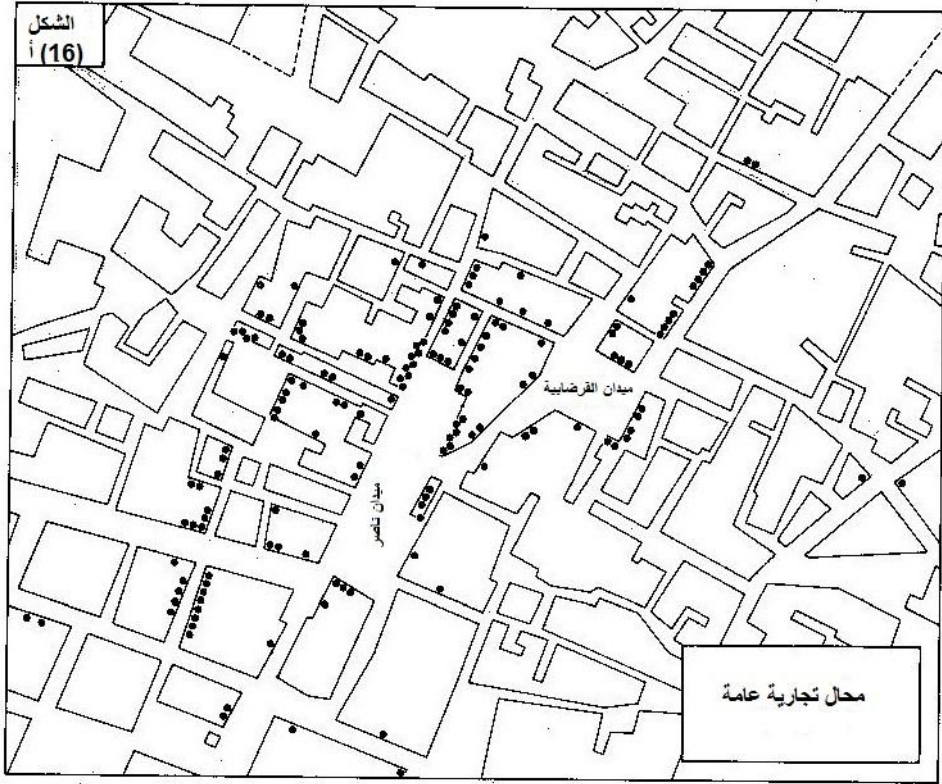 الشكل
(16) أ
ميدان القرضابية
ميدان ناصر
محال تجارية عامة